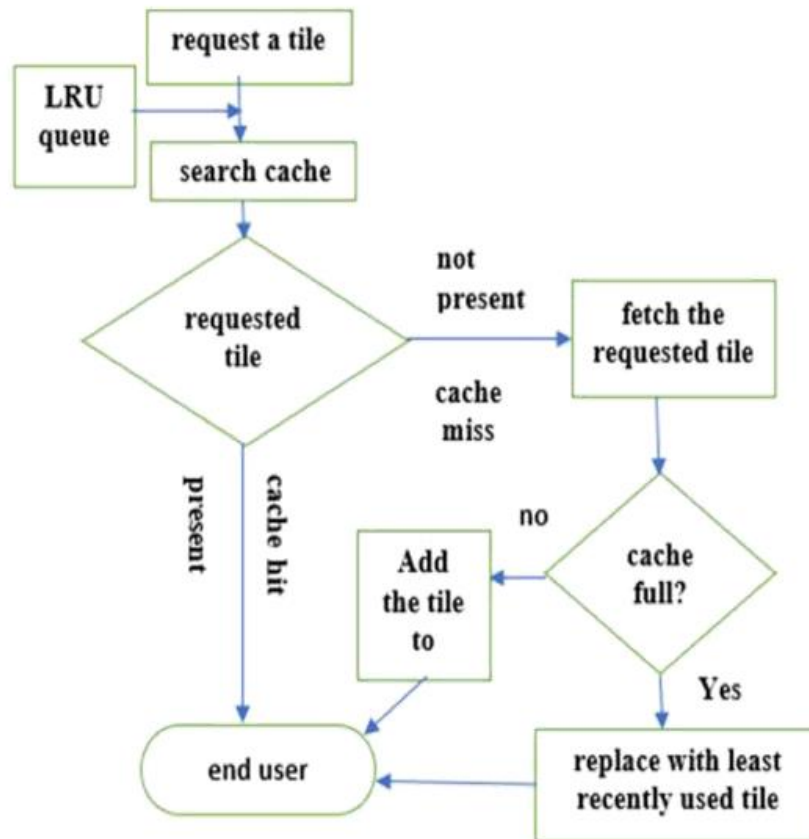 request a tile
LRU
queue
search cache
requested
tile
not
present
cache
miss
fetch the
requested tile
present
cache hit
cache
full?
no
Add
the tile
to
Yes
replace with least
recently used tile
end user